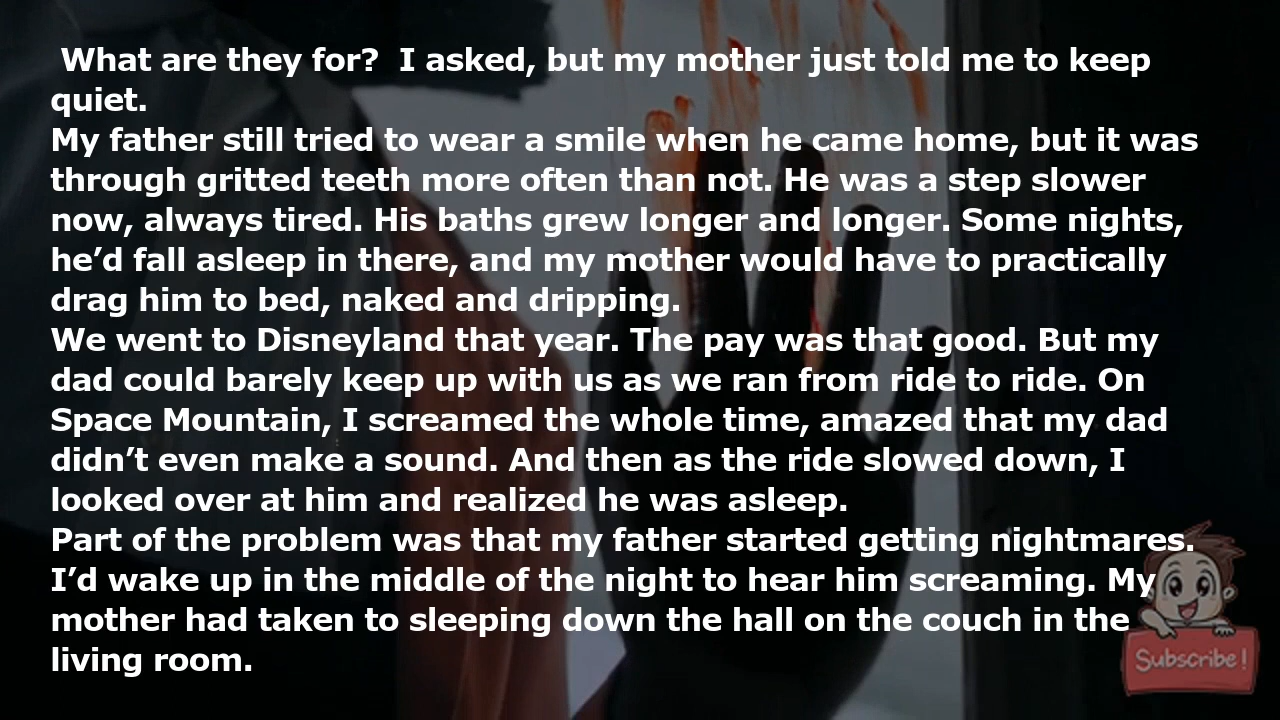 What are they for?  I asked, but my mother just told me to keep
quiet.
My father still tried to wear a smile when he came home, but it was
through gritted teeth more often than not. He was a step slower
now, always tired. His baths grew longer and longer. Some nights,
he’d fall asleep in there, and my mother would have to practically
drag him to bed, naked and dripping.
We went to Disneyland that year. The pay was that good. But my
dad could barely keep up with us as we ran from ride to ride. On
Space Mountain, I screamed the whole time, amazed that my dad
didn’t even make a sound. And then as the ride slowed down, I
looked over at him and realized he was asleep.
Part of the problem was that my father started getting nightmares.
I’d wake up in the middle of the night to hear him screaming. My
mother had taken to sleeping down the hall on the couch in the
living room.
Subscribe!